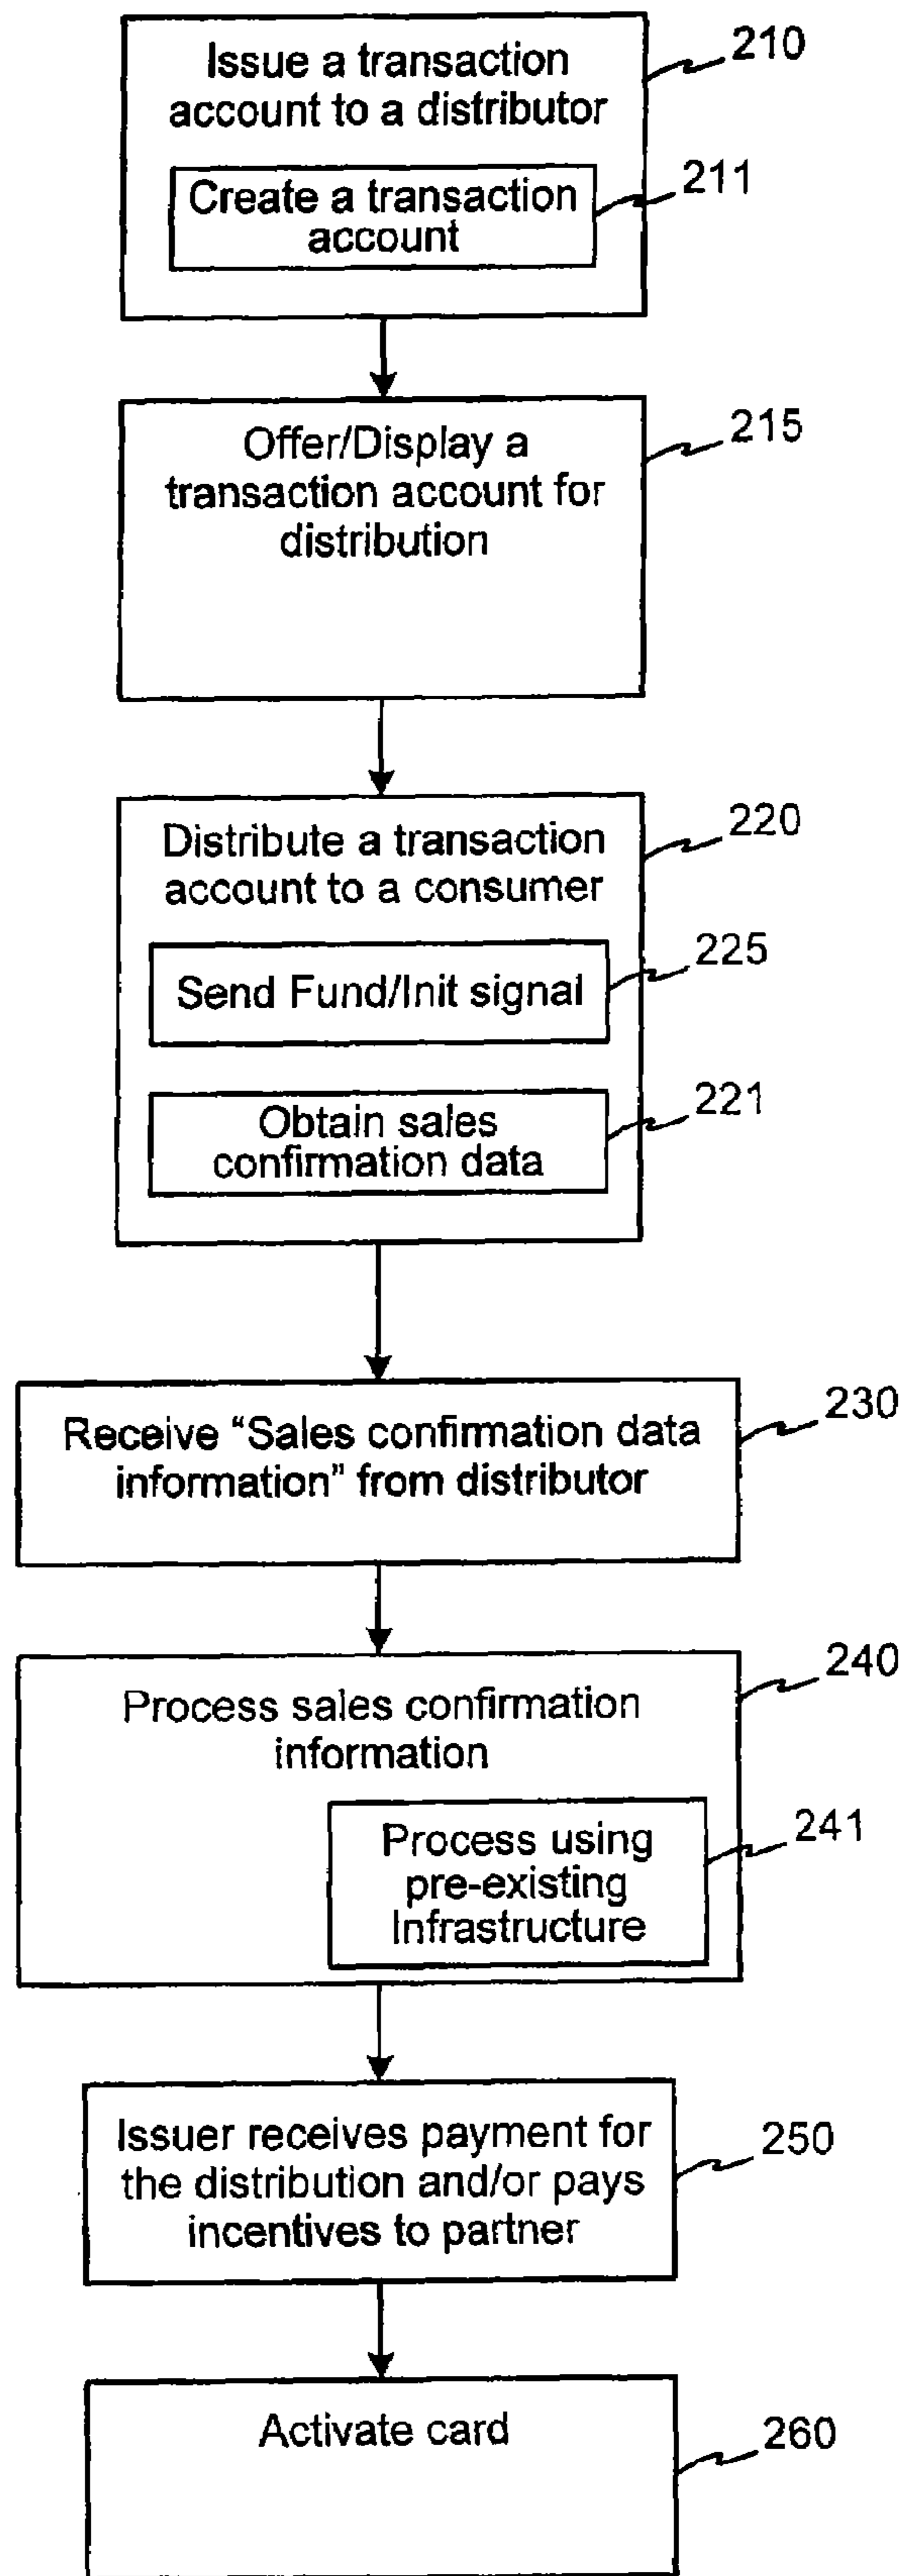 Issue a transaction
account to a distributor
210
Create a transaction
account
211
Offer/Display a
transaction account for
distribution
215
Distribute a transaction
account to a consumer
220
Send Fund/Init signal
225
Obtain sales
confirmation data
221
Receive “Sales confirmation data
information” from distributor
230
Process sales confirmation
information
240
Process using
pre-existing
Infrastructure
241
Issuer receives payment for
the distribution and/or pays
incentives to partner
250
Activate card
260